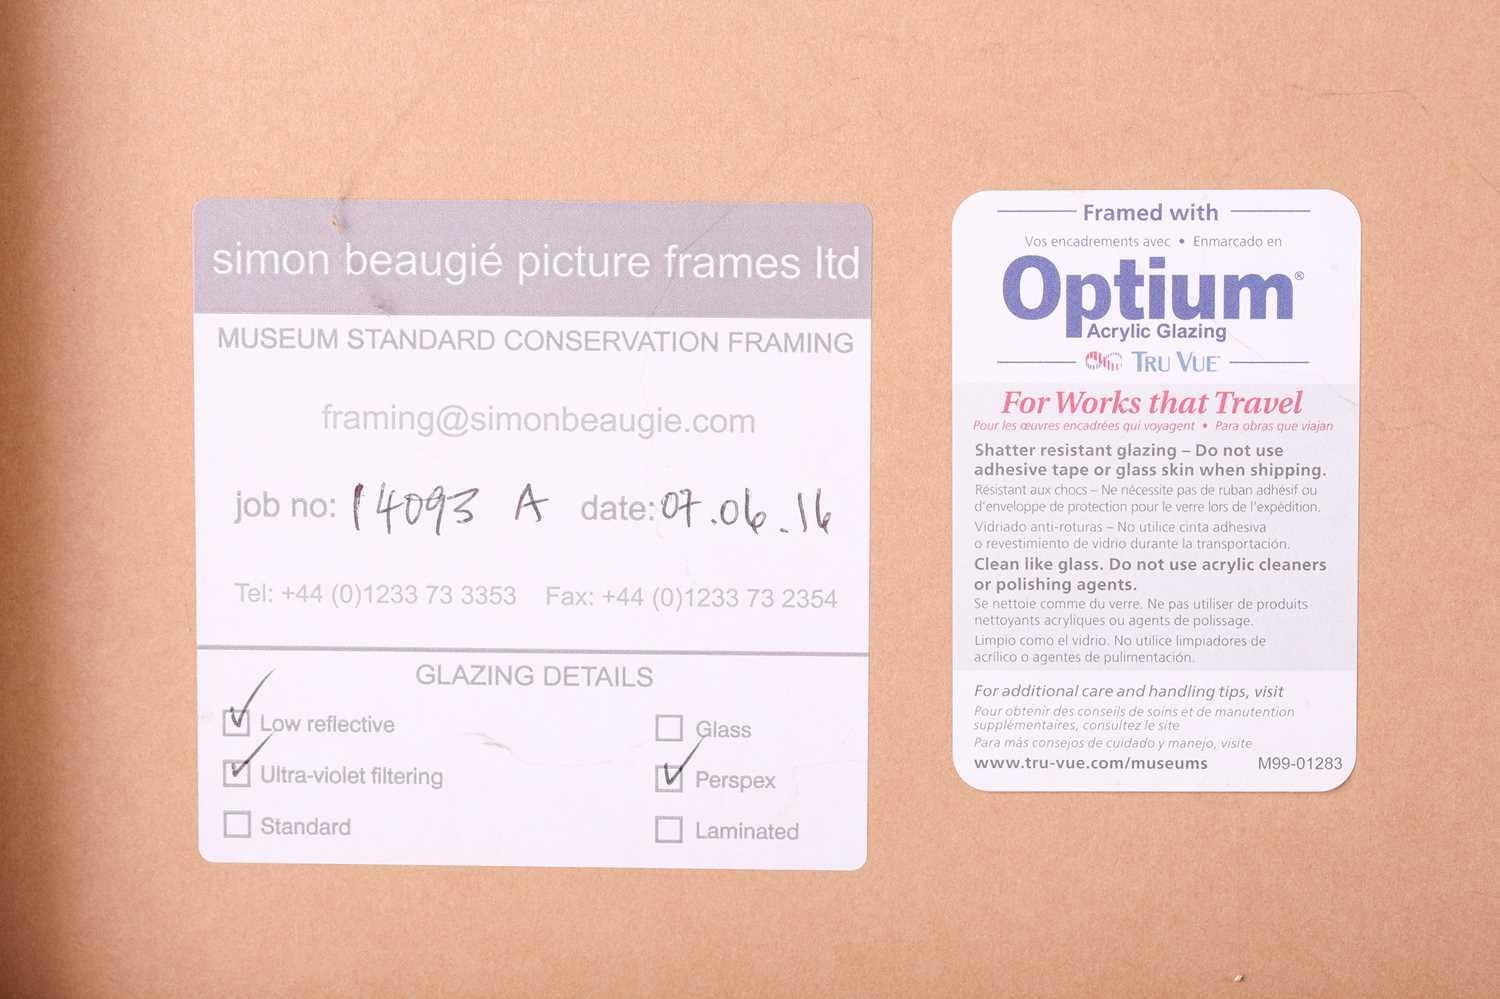 simon beaugié picture frames ltd
MUSEUM STANDARD CONSERVATION FRAMING
framing@simonbeaugie.com
job no: 14093 A date: 07.06.16
Tel: +44 (0)1233 73 3353 Fax: +44 (0)1233 73 2354
GLAZING DETAILS
Low reflective
Glass
Ultra-violet filtering
Perspex
Standard
Laminated
Framed with
Vos encadrements avec • Enmarcado en
Optium®
Acrylic Glazing
TRU VUE
For Works that Travel
Pour les œuvres encadrées qui voyagent • Para obras que viajan
Shatter resistant glazing – Do not use
adhesive tape or glass skin when shipping.
Résistant aux chocs – Ne nécessite pas de ruban adhésif ou
d'enveloppe de protection pour le verre lors de l'expédition.
Vidriado anti-roturas – No utilice cinta adhesiva
o revestimiento de vidrio durante la transportación.
Clean like glass. Do not use acrylic cleaners
or polishing agents.
Se nettoie comme du verre. Ne pas utiliser de produits
nettoyants acryliques ou agents de polissage.
Limpio como el vidrio. No utilice limpiadores de
acrílico o agentes de pulimentación.
For additional care and handling tips, visit
Pour obtenir des conseils de soins et de manutention
supplémentaires, consultez le site
Para más consejos de cuidado y manejo, visite
www.tru-vue.com/museums M99-01283